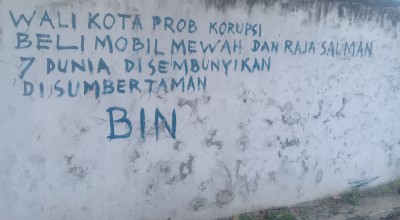 WALI KOTA PROB KORUPSI
BELI MOBIL MEWAH DAN RAJA SALMAN
7 DUNIA DISEMBUNYIKAN
DI SUMBERTAMAN
BIN